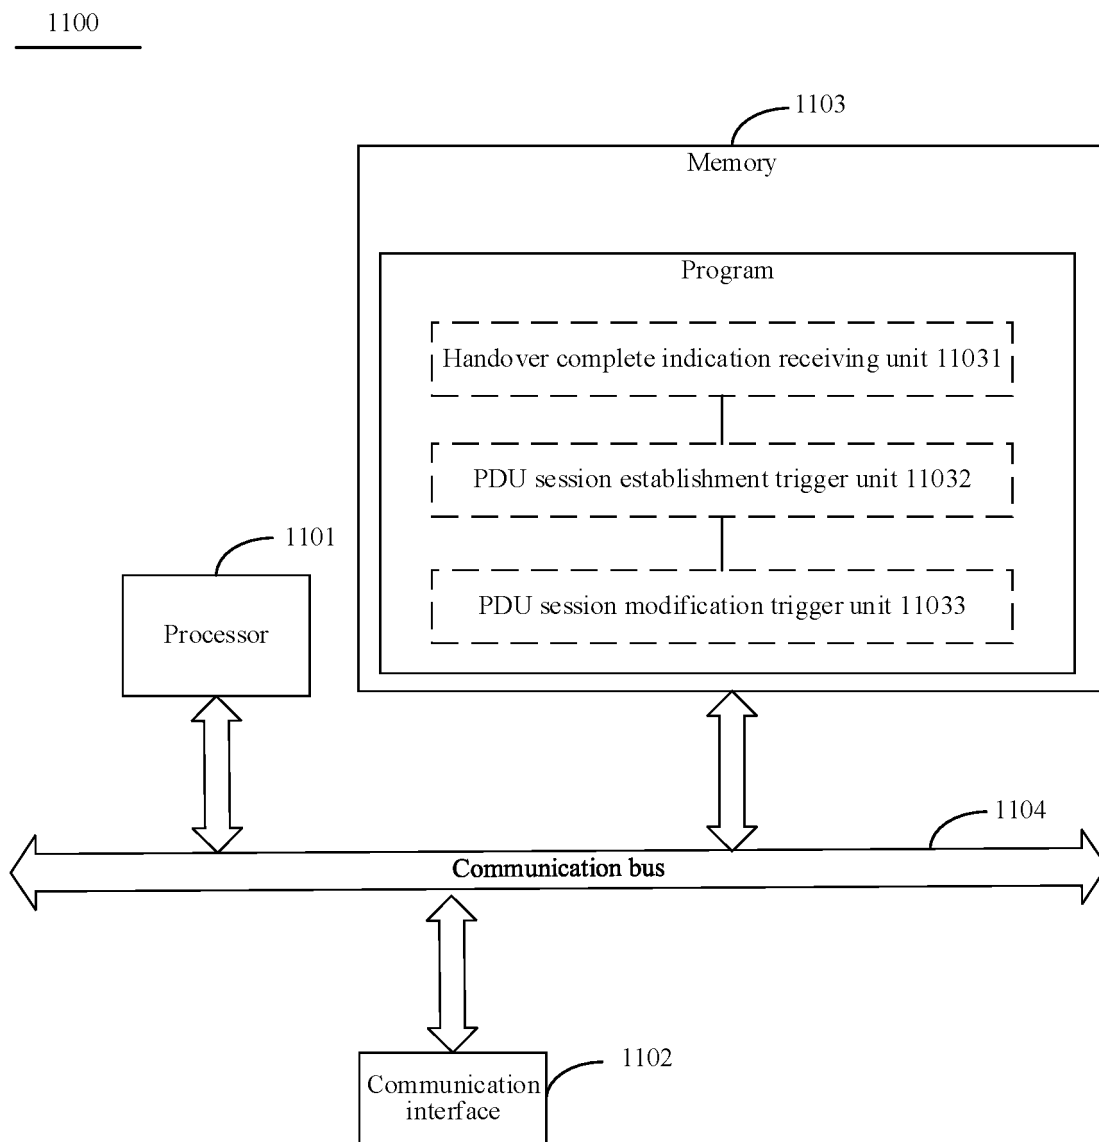 1100
1103
Memory
Program
Handover complete indication receiving unit 11031
PDU session establishment trigger unit 11032
PDU session modification trigger unit 11033
1101
Processor
1104
Communication bus
1102
Communication
interface